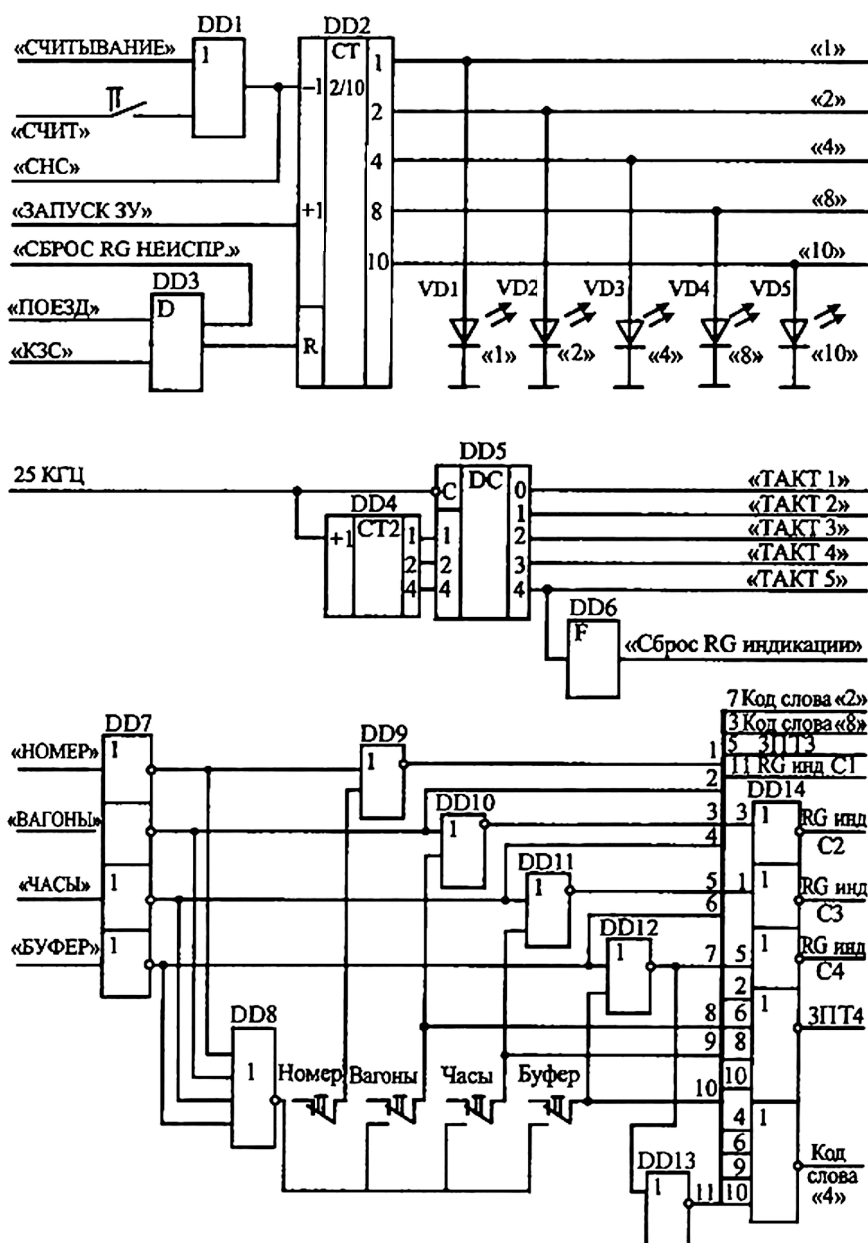 DD1 DD2
«СЧИТЫВАНИЕ» 1 CT 1 «1»
–1 2/10
«СЧИТ» 2 «2»
«СНС» 4 «4»
«ЗАПУСК ЗУ» +1 8 «8»
«СБРОС RG НЕИСПР.» 10 «10»
DD3 VD1 VD2 VD3 VD4 VD5
«ПОЕЗД» D
«КЗС» R «1» «2» «4» «8» «10»
DD5
25 КГЦ C DC 0 «ТАКТ 1»
DD4 1 «ТАКТ 2»
+1 CT2 1 1 2 «ТАКТ 3»
2 2 3 «ТАКТ 4»
4 4 4 «ТАКТ 5»
DD6
F «Сброс RG индикации»
7 Код слова «2»
DD7 DD9 3 Код слова «8»
«НОМЕР» 1 1 1 5 ЗПТЗ
2 11 RG инд С1
DD10 DD14
«ВАГОНЫ» 1 3 3 1 RG инд
4 С2
DD11
«ЧАСЫ» 1 1 5 1 1 RG инд
6 С3
DD12
«БУФЕР» 1 1 7 5 1 RG инд
2 С4
DD8 8 6 1 ЗПТ4
1 Номер Вагоны Часы Буфер 9 8
10 10
4 1
6 Код
DD13 9 слова
1 11 10 «4»